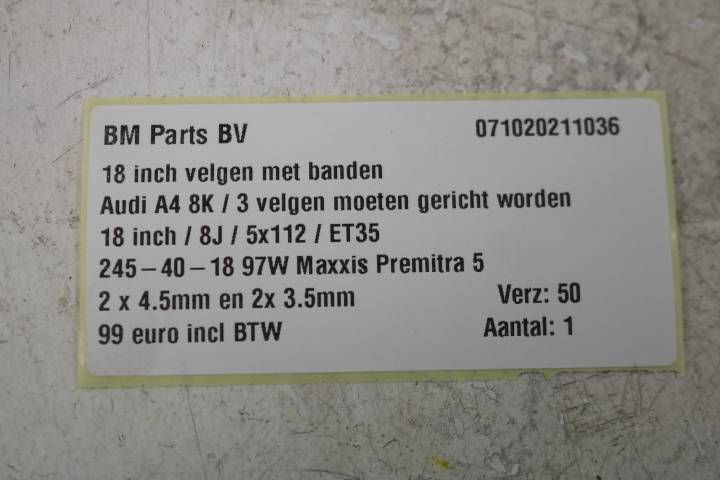 BM Parts BV 071020211036
18 inch velgen met banden
Audi A4 8K / 3 velgen moeten gericht worden
18 inch / 8J / 5x112 / ET35
245-40-18 97W Maxxis Premitra 5
2 x 4.5mm en 2x 3.5mm Verz: 50
99 euro incl BTW Aantal: 1